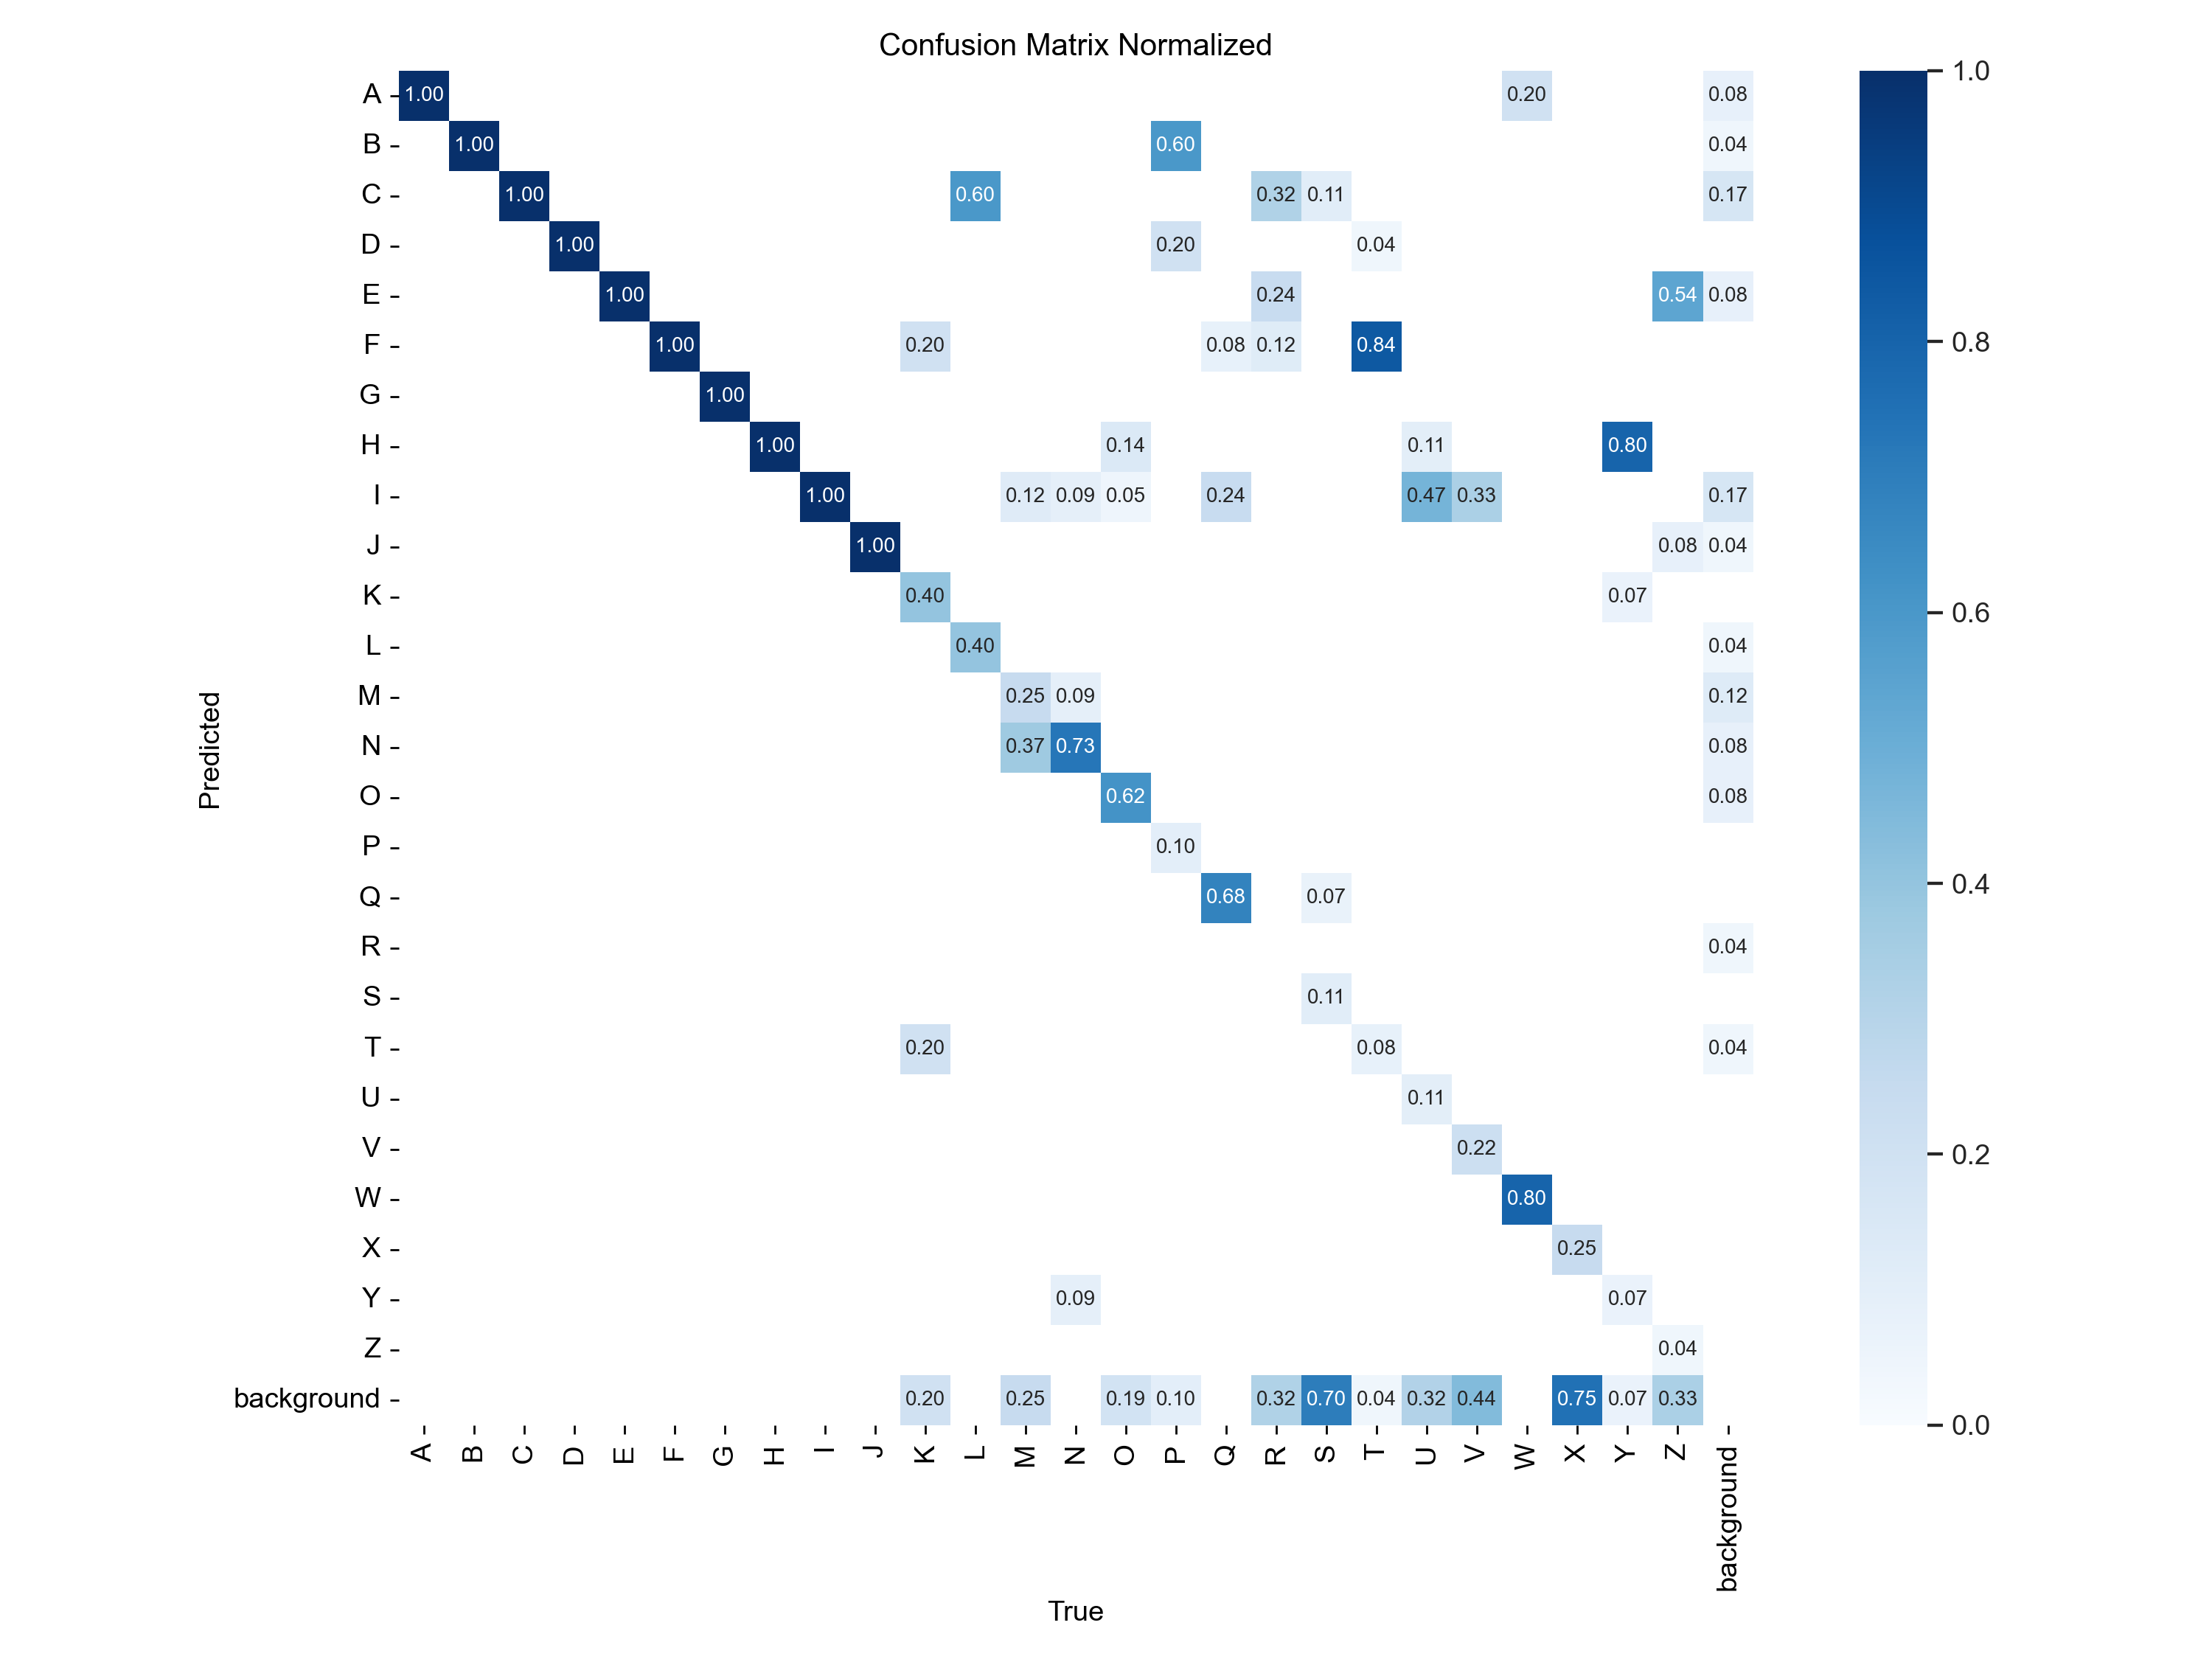 Confusion Matrix Normalized
A 1.00 0.20 0.08
B 1.00 0.60 0.04
C 1.00 0.60 0.32 0.11 0.17
D 1.00 0.20 0.04
E 1.00 0.24 0.54 0.08
F 1.00 0.20 0.08 0.12 0.84
G 1.00
H 1.00 0.14 0.11 0.80
I 1.00 0.12 0.09 0.05 0.24 0.47 0.33 0.17
J 1.00 0.08 0.04
K 0.40 0.07
L 0.40 0.04
M 0.25 0.09 0.12
N 0.37 0.73 0.08
O 0.62 0.08
P 0.10
Q 0.68 0.07
R 0.04
S 0.11
T 0.20 0.08 0.04
U 0.11
V 0.22
W 0.80
X 0.25
Y 0.09 0.07
Z 0.04
background 0.20 0.25 0.19 0.10 0.32 0.70 0.04 0.32 0.44 0.75 0.07 0.33
A B C D E F G H I J K L M N O P Q R S T U V W X Y Z background
Predicted
True
1.0
0.8
0.6
0.4
0.2
0.0